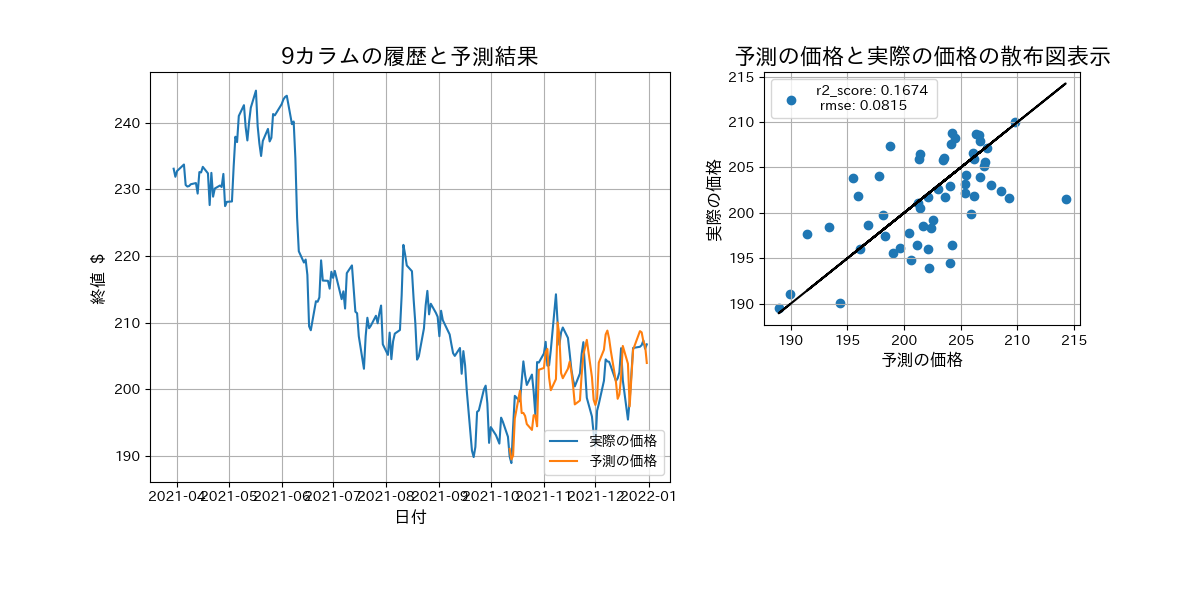 9カラムの履歴と予測結果
終値 $
240
230
220
210
200
190
2021-04 2021-05 2021-06 2021-07 2021-08 2021-09 2021-10 2021-11 2021-12 2022-01
日付
実際の価格
予測の価格
予測の価格と実際の価格の散布図表示
実際の価格
215
210
205
200
195
190
r2_score: 0.1674
rmse: 0.0815
190 195 200 205 210 215
予測の価格